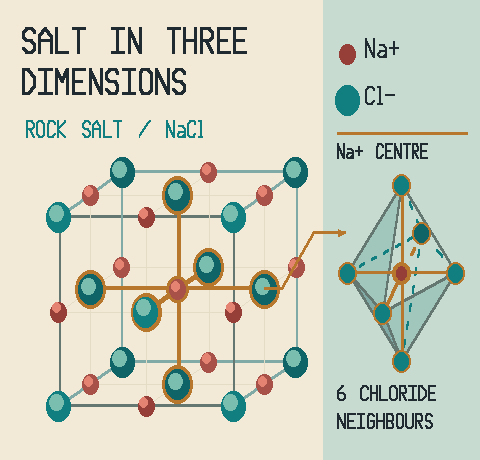 SALT IN THREE
DIMENSIONS
ROCK SALT / NaCl
Na+
Cl−
Na+ CENTRE
6 CHLORIDE
NEIGHBOURS